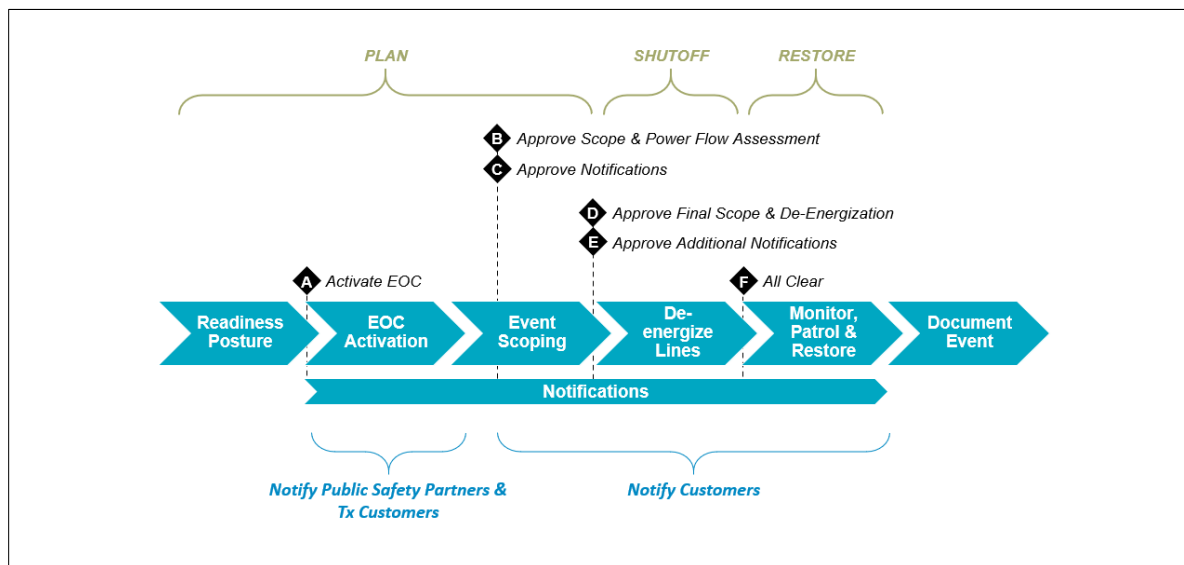 PLAN
SHUTOFF
RESTORE
B Approve Scope & Power Flow Assessment
C Approve Notifications
D Approve Final Scope & De-Energization
E Approve Additional Notifications
A Activate EOC
F All Clear
Readiness
Posture
EOC
Activation
Event
Scoping
De-
energize
Lines
Monitor,
Patrol &
Restore
Document
Event
Notifications
Notify Public Safety Partners &
Tx Customers
Notify Customers